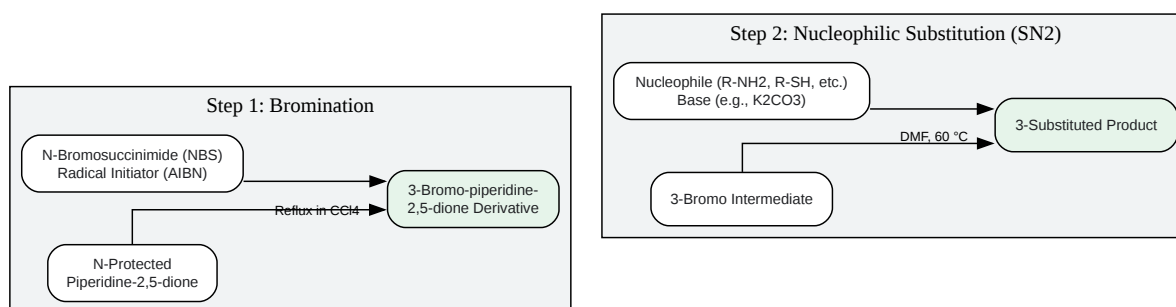 Step 1: Bromination
N-Bromosuccinimide (NBS)
Radical Initiator (AIBN)
3-Bromo-piperidine-
2,5-dione Derivative
Reflux in CCl4
N-Protected
Piperidine-2,5-dione
Step 2: Nucleophilic Substitution (SN2)
Nucleophile (R-NH2, R-SH, etc.)
Base (e.g., K2CO3)
3-Substituted Product
DMF, 60 °C
3-Bromo Intermediate